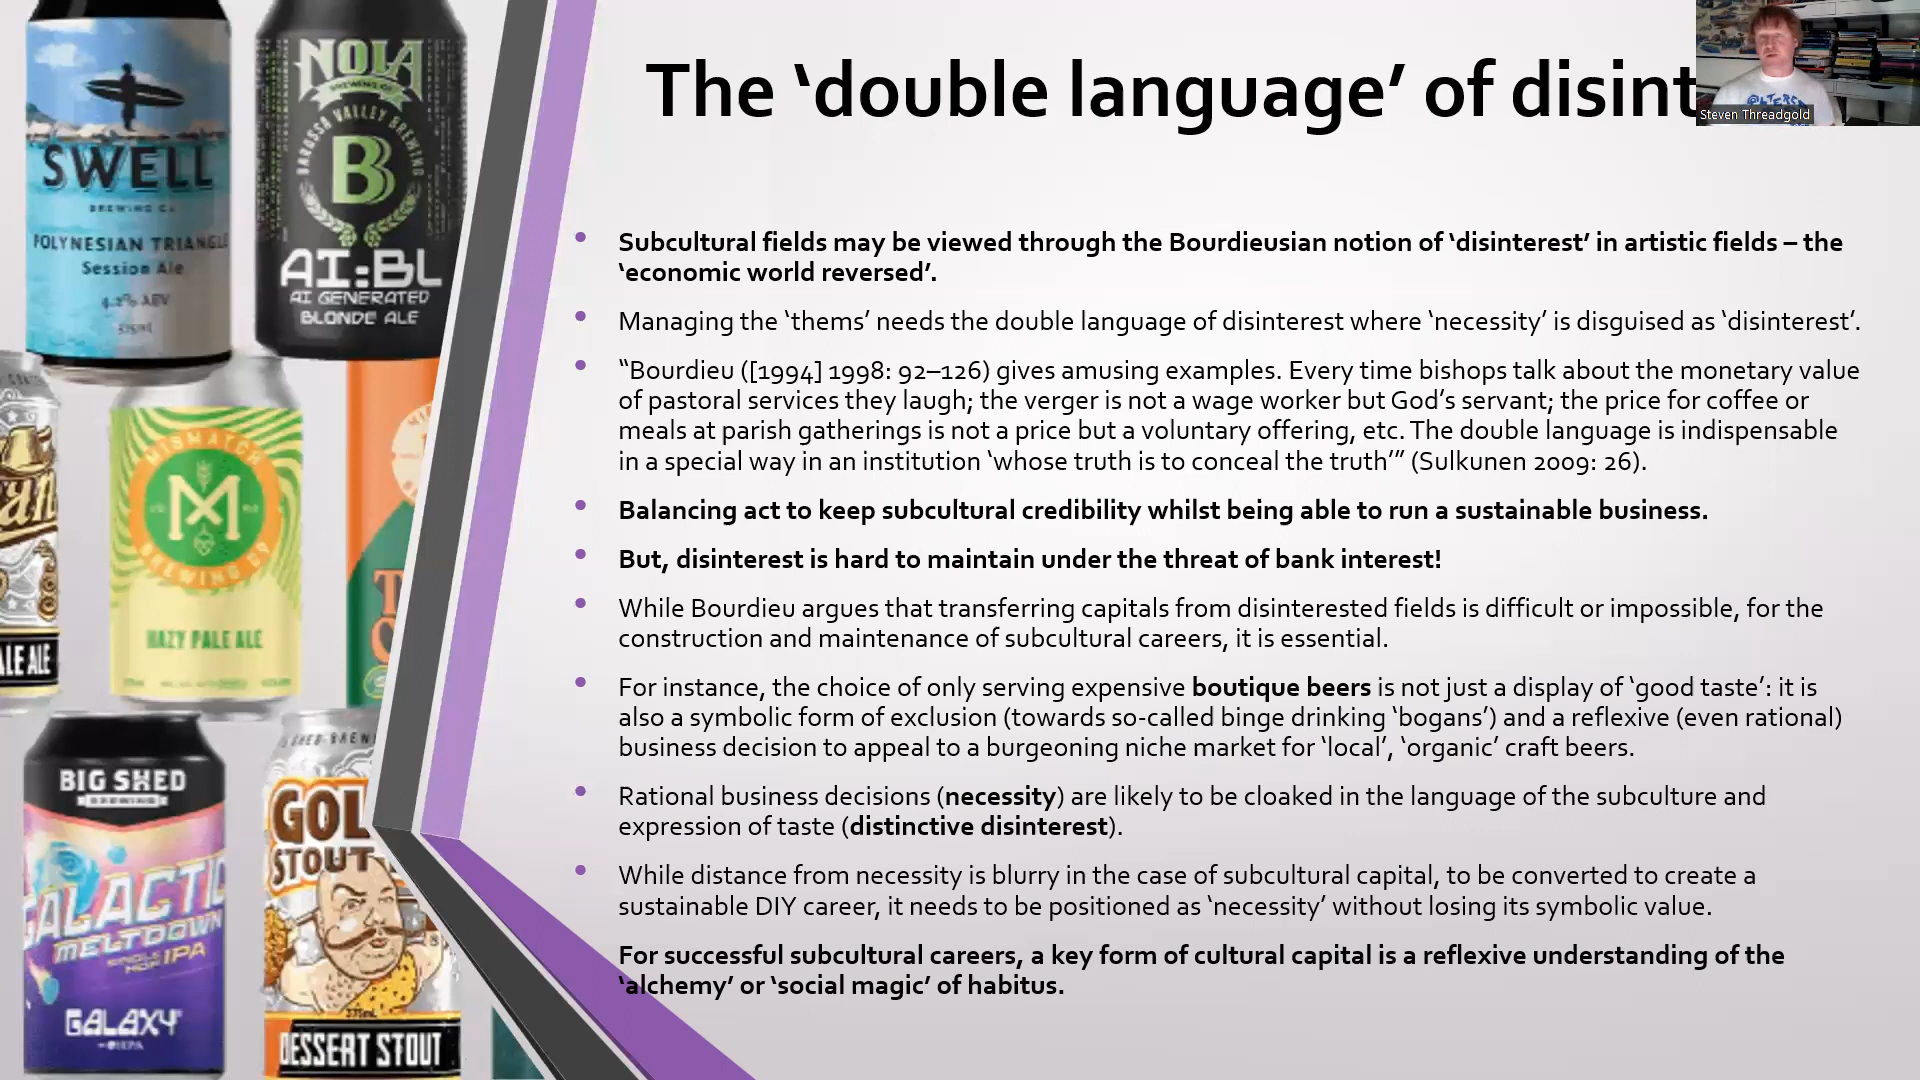 The ‘double language’ of disint
Steven Threadgold
Subcultural fields may be viewed through the Bourdieusian notion of ‘disinterest’ in artistic fields – the
‘economic world reversed’.
Managing the ‘thems’ needs the double language of disinterest where ‘necessity’ is disguised as ‘disinterest’.
“Bourdieu ([1994] 1998: 92–126) gives amusing examples. Every time bishops talk about the monetary value
of pastoral services they laugh; the verger is not a wage worker but God’s servant; the price for coffee or
meals at parish gatherings is not a price but a voluntary offering, etc. The double language is indispensable
in a special way in an institution ‘whose truth is to conceal the truth’” (Sulkunen 2009: 26).
Balancing act to keep subcultural credibility whilst being able to run a sustainable business.
But, disinterest is hard to maintain under the threat of bank interest!
While Bourdieu argues that transferring capitals from disinterested fields is difficult or impossible, for the
construction and maintenance of subcultural careers, it is essential.
For instance, the choice of only serving expensive boutique beers is not just a display of ‘good taste’: it is
also a symbolic form of exclusion (towards so-called binge drinking ‘bogans’) and a reflexive (even rational)
business decision to appeal to a burgeoning niche market for ‘local’, ‘organic’ craft beers.
Rational business decisions (necessity) are likely to be cloaked in the language of the subculture and
expression of taste (distinctive disinterest).
While distance from necessity is blurry in the case of subcultural capital, to be converted to create a
sustainable DIY career, it needs to be positioned as ‘necessity’ without losing its symbolic value.
For successful subcultural careers, a key form of cultural capital is a reflexive understanding of the
‘alchemy’ or ‘social magic’ of habitus.
SWELL
BREWING CO
POLYNESIAN TRIANGLE
Session Ale
4.2% ABV
375ml
NOLA
BREWING CO
BAROSSA VALLEY BREWING
B
AI:BL
AI GENERATED
BLONDE ALE
ALE ALE
MISMATCH
M
BREWING CO
HAZY PALE ALE
BIG SHED
BREWING
GALACTIC
MELTDOWN
SINGLE
HOP IPA
GALAXY
GOL
STOUT
375mL
DESSERT STOUT